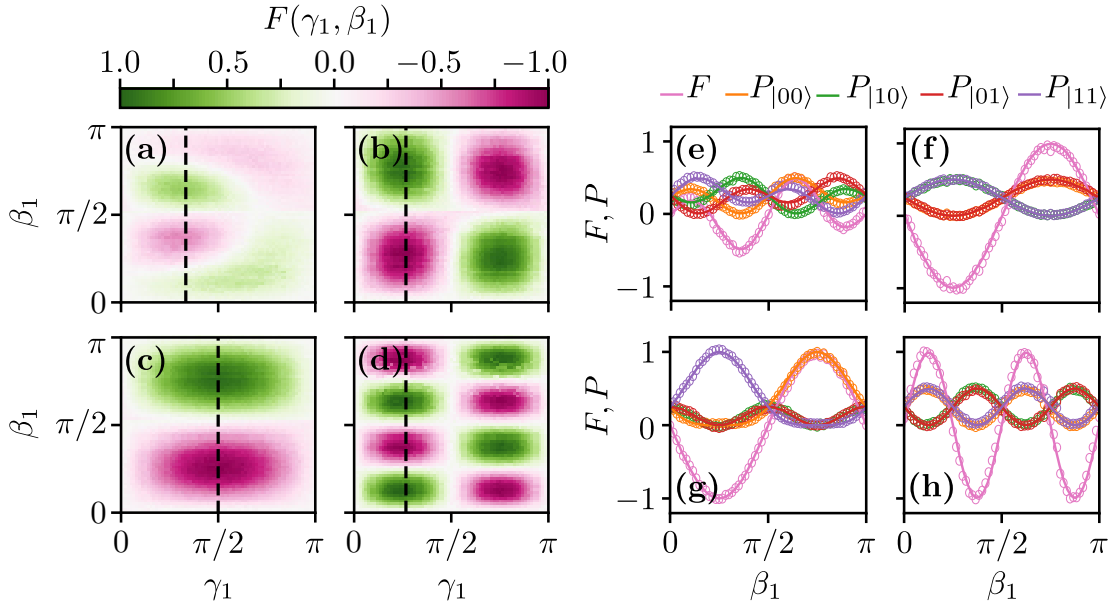 F(γ₁, β₁)
1.0 0.5 0.0 −0.5 −1.0
F P|00⟩ P|10⟩ P|01⟩ P|11⟩
π (a) (b)
β₁ π/2
0
π (c) (d)
β₁ π/2
0
0 π/2 π π/2 π
γ₁ γ₁
1 (e) (f)
F, P 0
−1
1
F, P 0
−1 (g) (h)
0 π/2 π 0 π/2 π
β₁ β₁